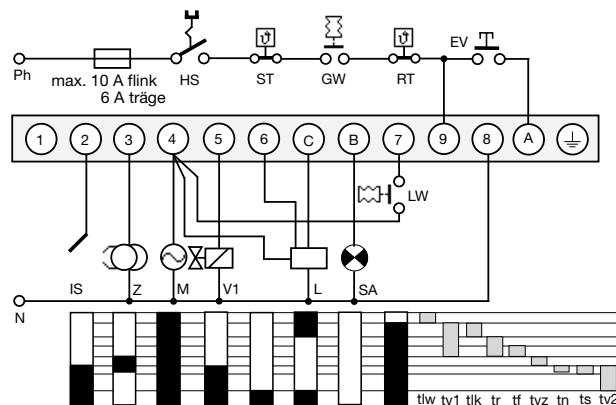 Ph
max. 10 A flink
6 A träge
HS
ST
GW
RT
EV
1 2 3 4 5 6 C B 7 9 8 A
LW
IS Z M V1 L SA
N
tlw tv1 tlk tr tf tvz tn ts tv2